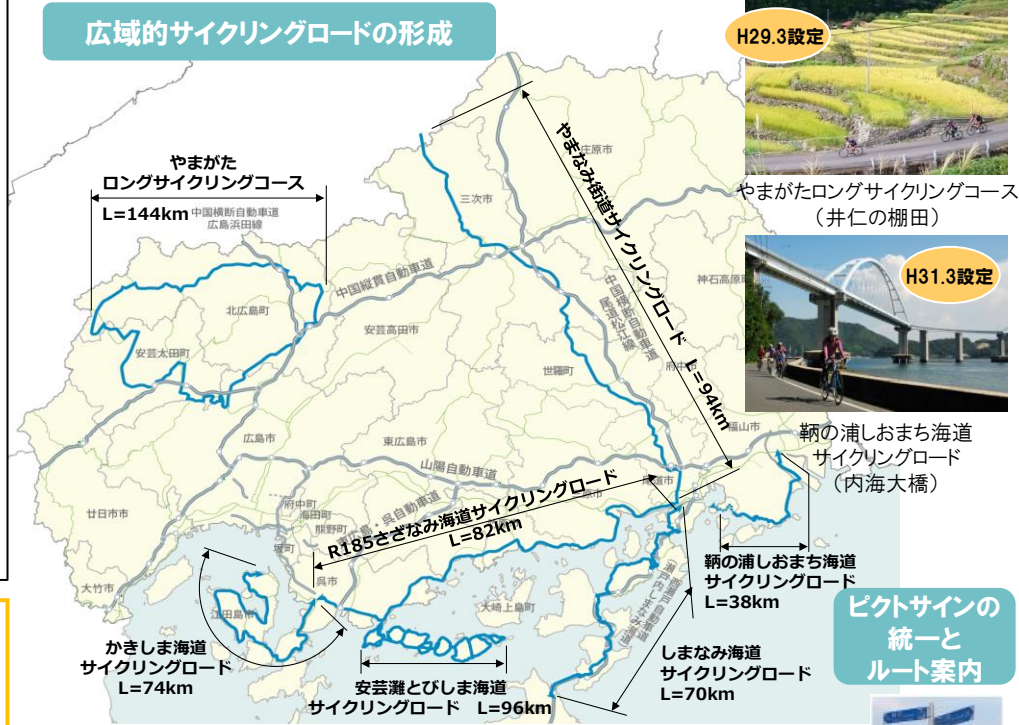 広域的サイクリングロードの形成
H29.3設定
やまがたロングサイクリングコース
（井仁の棚田）
H31.3設定
鞆の浦しおまち海道
サイクリングロード
（内海大橋）
やまがた
ロングサイクリングコース
L=144km
中国横断自動車道
広島浜田線
やまなみ街道サイクリングロード L=94km
庄原市
三次市
神石高原町
中国縦貫自動車道
中国横断自動車道
尾道松江線
北広島町
安芸高田市
安芸太田町
世羅町
府中市
福山市
広島市
東広島市
山陽自動車道
尾道市
廿日市市
府中町
海田町
熊野町
坂町
R185さざなみ海道サイクリングロード
L=82km
呉市
大竹市
江田島市
大崎上島町
西瀬戸自動車道
（瀬戸内しまなみ海道）
鞆の浦しおまち海道
サイクリングロード
L=38km
かきしま海道
サイクリングロード
L=74km
安芸灘とびしま海道
サイクリングロード L=96km
しまなみ海道
サイクリングロード
L=70km
ピクトサインの
統一と
ルート案内